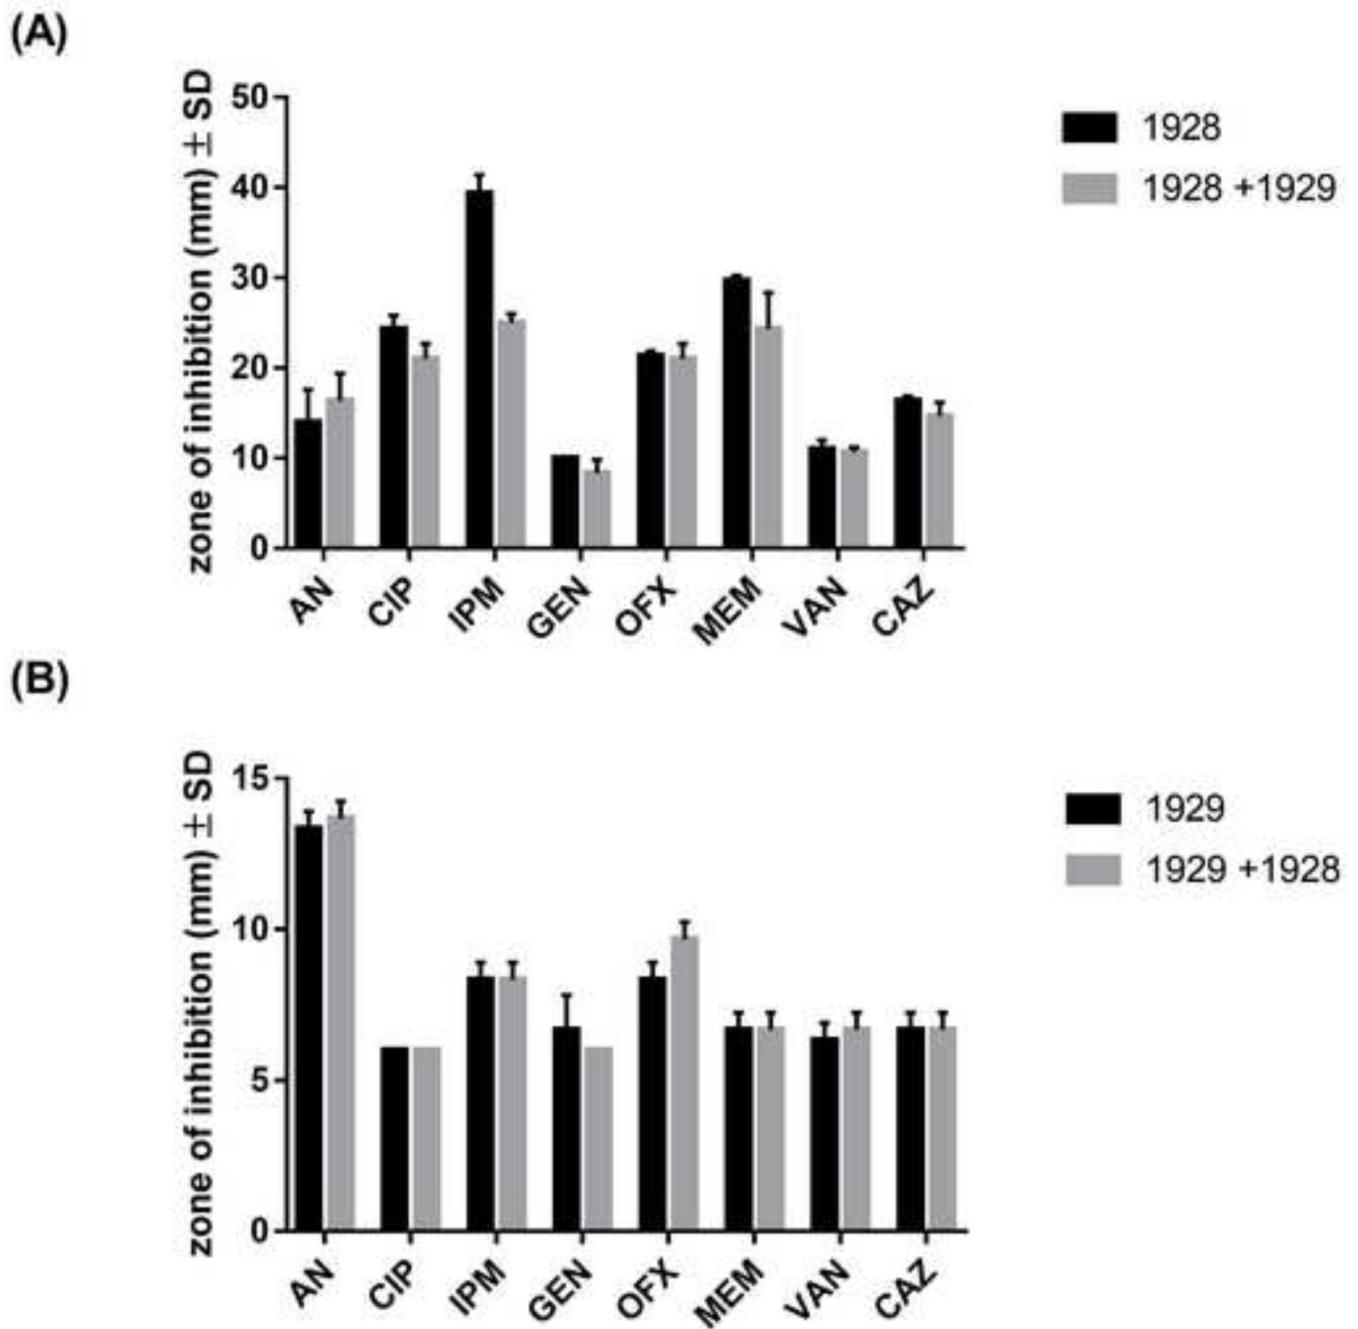 (A)
zone of inhibition (mm) ± SD
50
40
30
20
10
0
AN CIP IPM GEN OFX MEM VAN CAZ
1928
1928 +1929
(B)
zone of inhibition (mm) ± SD
15
10
5
0
AN CIP IPM GEN OFX MEM VAN CAZ
1929
1929 +1928